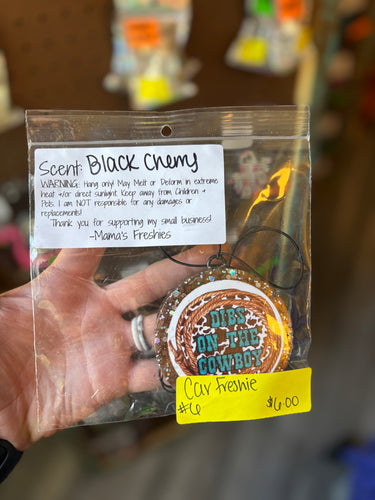 Scent: Black Cherry
WARNING: Hang only! May Melt or Deform in extreme
heat +/or direct sunlight. Keep away from Children +
Pets. I am NOT responsible for any damages or
replacements!
Thank you for supporting my small business!
-Mama's Freshies
DIBS
ON THE
COWBOY
Car Freshie
#6 $6.00